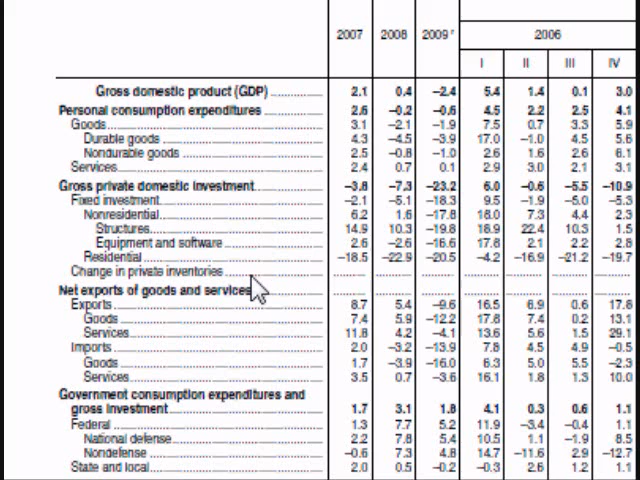 2007 2008 2009 r 2006
I II III IV
Gross domestic product (GDP) 2.1 0.4 –2.4 5.4 1.4 0.1 3.0
Personal consumption expenditures 2.6 –0.2 –0.6 4.5 2.2 2.5 4.1
Goods 3.1 –2.1 –1.9 7.5 0.7 3.3 5.9
Durable goods 4.3 –4.5 –3.9 17.0 –1.0 4.5 5.6
Nondurable goods 2.5 –0.8 –1.0 2.6 1.6 2.6 6.1
Services 2.4 0.7 0.1 2.9 3.0 2.1 3.1
Gross private domestic investment –3.8 –7.3 –23.2 6.0 –0.6 –5.5 –10.9
Fixed investment –2.1 –5.1 –18.3 9.5 –1.9 –5.0 –5.3
Nonresidential 6.2 1.6 –17.8 18.0 7.3 4.4 2.3
Structures 14.9 10.3 –19.8 18.9 22.4 10.3 1.5
Equipment and software 2.6 –2.6 –16.6 17.8 2.1 2.2 2.8
Residential –18.5 –22.9 –20.5 –4.2 –16.9 –21.2 –19.7
Change in private inventories
Net exports of goods and services
Exports 8.7 5.4 –9.6 16.5 6.9 0.6 17.6
Goods 7.4 5.9 –12.2 17.8 7.4 0.2 13.1
Services 11.8 4.2 –4.1 13.6 5.6 1.5 29.1
Imports 2.0 –3.2 –13.9 7.8 4.5 4.9 –0.5
Goods 1.7 –3.9 –16.0 6.3 5.0 5.5 –2.3
Services 3.5 0.7 –3.6 16.1 1.8 1.3 10.0
Government consumption expenditures and
gross investment 1.7 3.1 1.8 4.1 0.3 0.6 1.1
Federal 1.3 7.7 5.2 11.9 –3.4 –0.4 1.1
National defense 2.2 7.8 5.4 10.5 1.1 –1.9 8.5
Nondefense –0.6 7.3 4.8 14.7 –11.6 2.9 –12.7
State and local 2.0 0.5 –0.2 –0.3 2.6 1.2 1.1